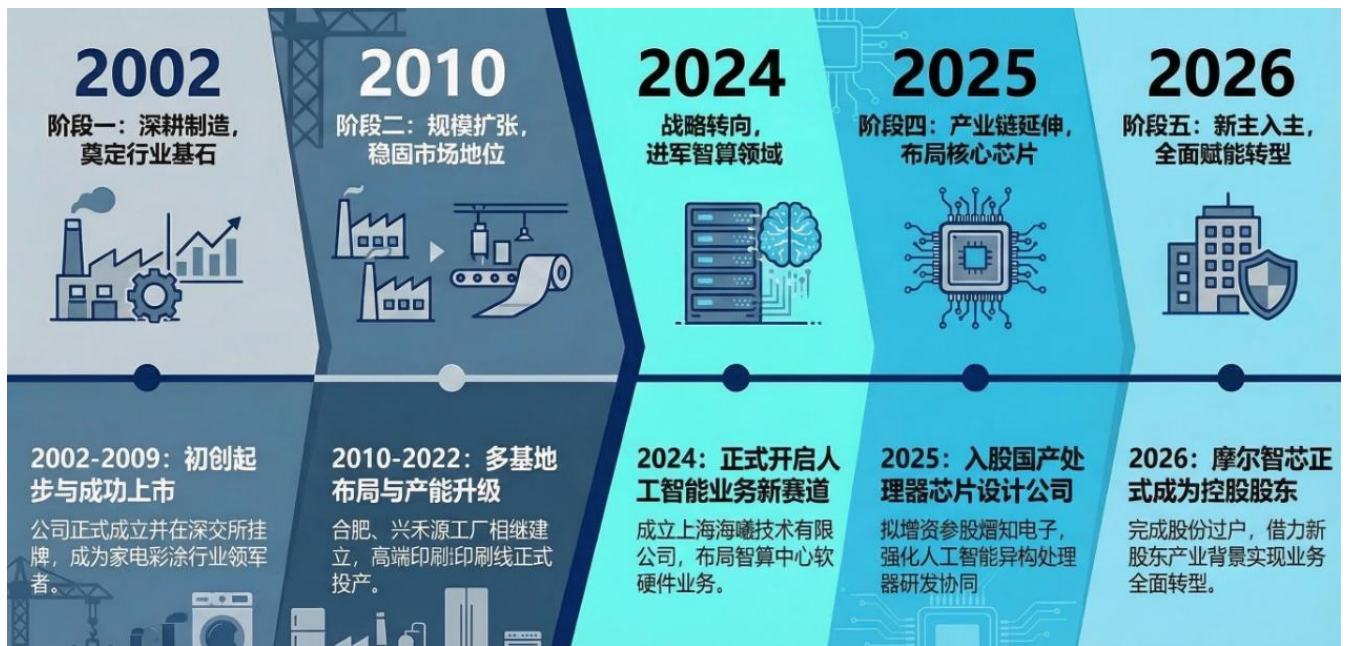 2002
阶段一：深耕制造，
奠定行业基石
2002-2009：初创起
步与成功上市
公司正式成立并在深交所挂
牌，成为家电彩涂行业领军
者。
2010
阶段二：规模扩张，
稳固市场地位
2010-2022：多基地
布局与产能升级
合肥、兴禾源工厂相继建
立，高端印刷印刷线正式
投产。
2024
战略转向，
进军智算领域
2024：正式开启人
工智能业务新赛道
成立上海海曦技术有限
公司，布局智算中心软
硬件业务。
2025
阶段四：产业链延伸，
布局核心芯片
2025：入股国产处
理器芯片设计公司
拟增资参股熠知电子，
强化人工智能异构处理
器研发协同
2026
阶段五：新主入主，
全面赋能转型
2026：摩尔智芯正
式成为控股股东
完成股份过户，借力新
股东产业背景实现业务
全面转型。